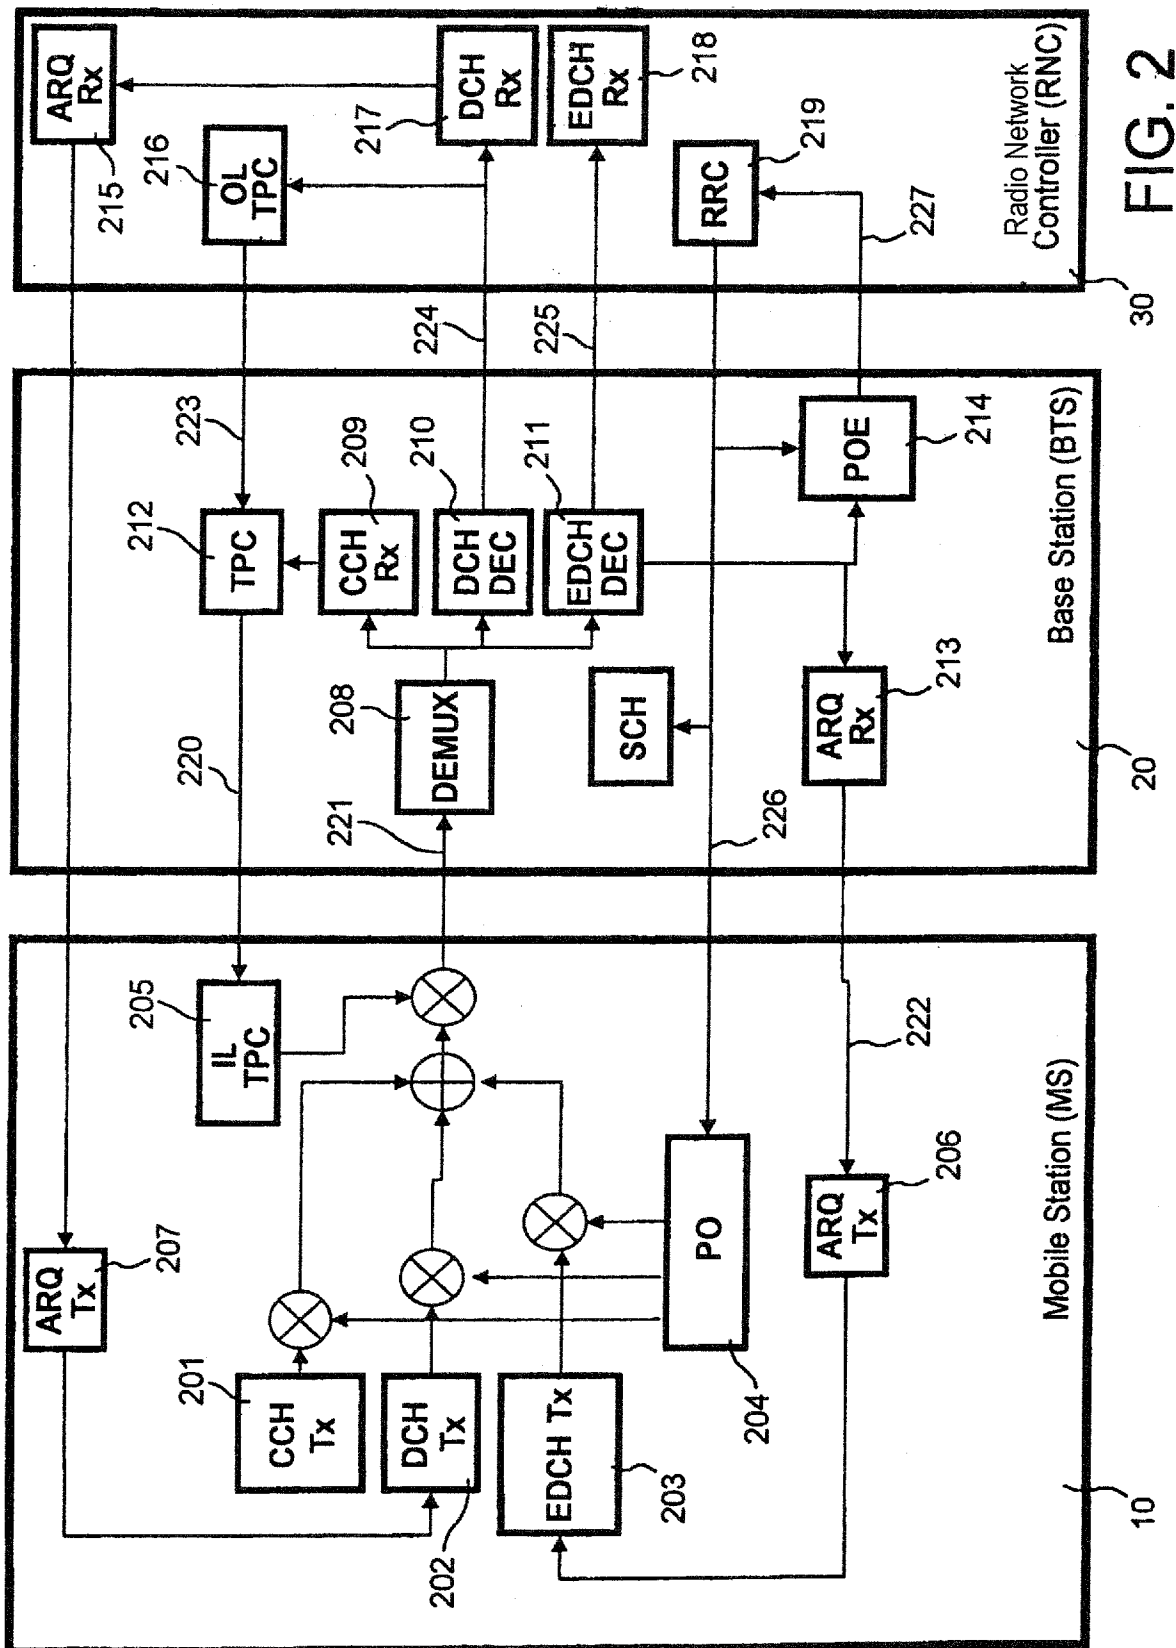 ARQ
Tx
207
201
CCH
Tx
DCH
Tx
202
EDCH Tx
203
PO
204
ARQ
Tx
206
205
IL
TPC
222
Mobile Station (MS)
10
220
221
212
TPC
223
208
DEMUX
CCH
Rx
209
DCH
DEC
210
EDCH
DEC
211
SCH
226
ARQ
Rx
213
POE
214
Base Station (BTS)
20
224
225
ARQ
Rx
215
216
OL
TPC
217
DCH
Rx
EDCH
Rx
218
RRC
219
227
Radio Network
Controller (RNC)
30
FIG. 2